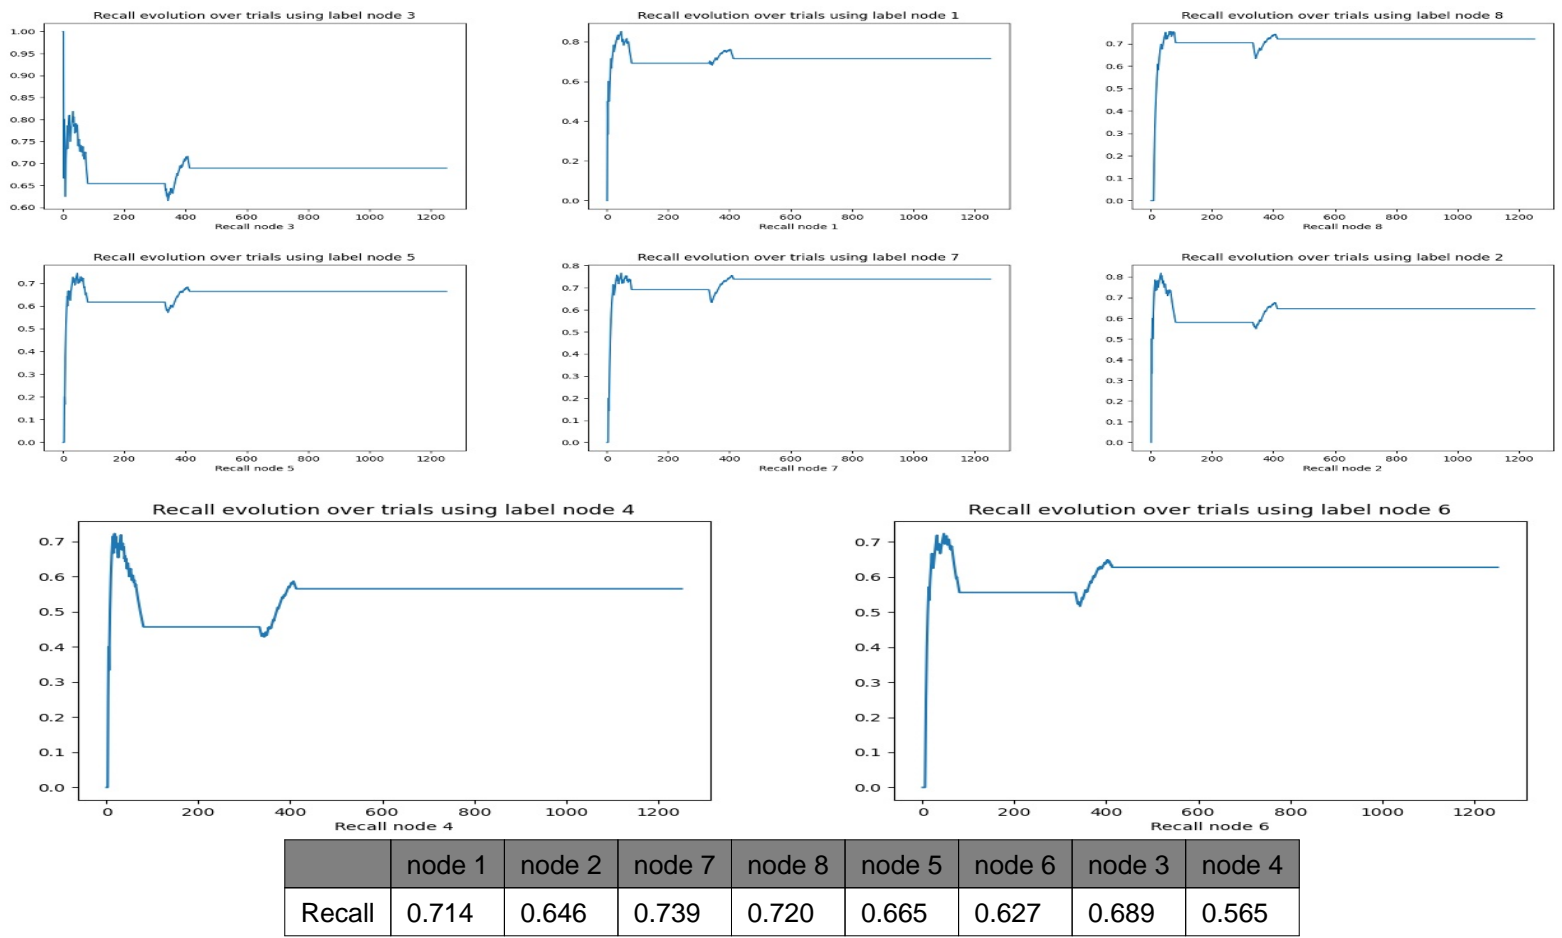 Recall evolution over trials using label node 3
1.00
0.95
0.90
0.85
0.80
0.75
0.70
0.65
0.60
0 200 400 600 800 1000 1200
Recall node 3
Recall evolution over trials using label node 1
0.8
0.6
0.4
0.2
0.0
0 200 400 600 800 1000 1200
Recall node 1
Recall evolution over trials using label node 8
0.7
0.6
0.5
0.4
0.3
0.2
0.1
0.0
0 200 400 600 800 1000 1200
Recall node 8
Recall evolution over trials using label node 5
0.7
0.6
0.5
0.4
0.3
0.2
0.1
0.0
0 200 400 600 800 1000 1200
Recall node 5
Recall evolution over trials using label node 7
0.8
0.7
0.6
0.5
0.4
0.3
0.2
0.1
0.0
0 200 400 600 800 1000 1200
Recall node 7
Recall evolution over trials using label node 2
0.8
0.7
0.6
0.5
0.4
0.3
0.2
0.1
0.0
0 200 400 600 800 1000 1200
Recall node 2
Recall evolution over trials using label node 4
0.7
0.6
0.5
0.4
0.3
0.2
0.1
0.0
0 200 400 600 800 1000 1200
Recall node 4
Recall evolution over trials using label node 6
0.7
0.6
0.5
0.4
0.3
0.2
0.1
0.0
0 200 400 600 800 1000 1200
Recall node 6
node 1 node 2 node 7 node 8 node 5 node 6 node 3 node 4
Recall 0.714 0.646 0.739 0.720 0.665 0.627 0.689 0.565